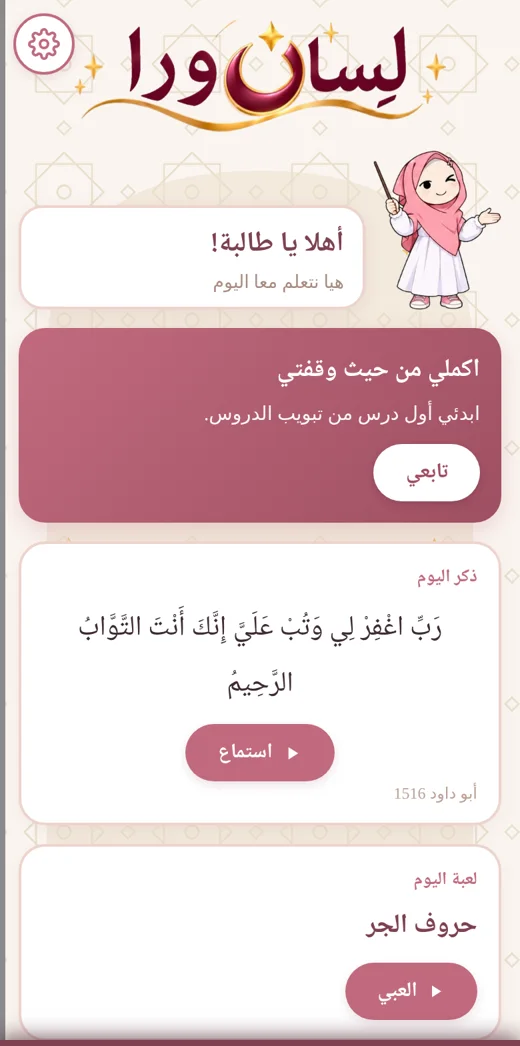 لِسان ورا
أهلا يا طالبة!
هيا نتعلم معا اليوم
اكملي من حيث وقفتي
ابدئي أول درس من تبويب الدروس.
تابعي
ذكر اليوم
رَبِّ اغْفِرْ لِي وَتُبْ عَلَيَّ إِنَّكَ أَنْتَ التَّوَّابُ
الرَّحِيمُ
استماع
أبو داود 1516
لعبة اليوم
حروف الجر
العبي